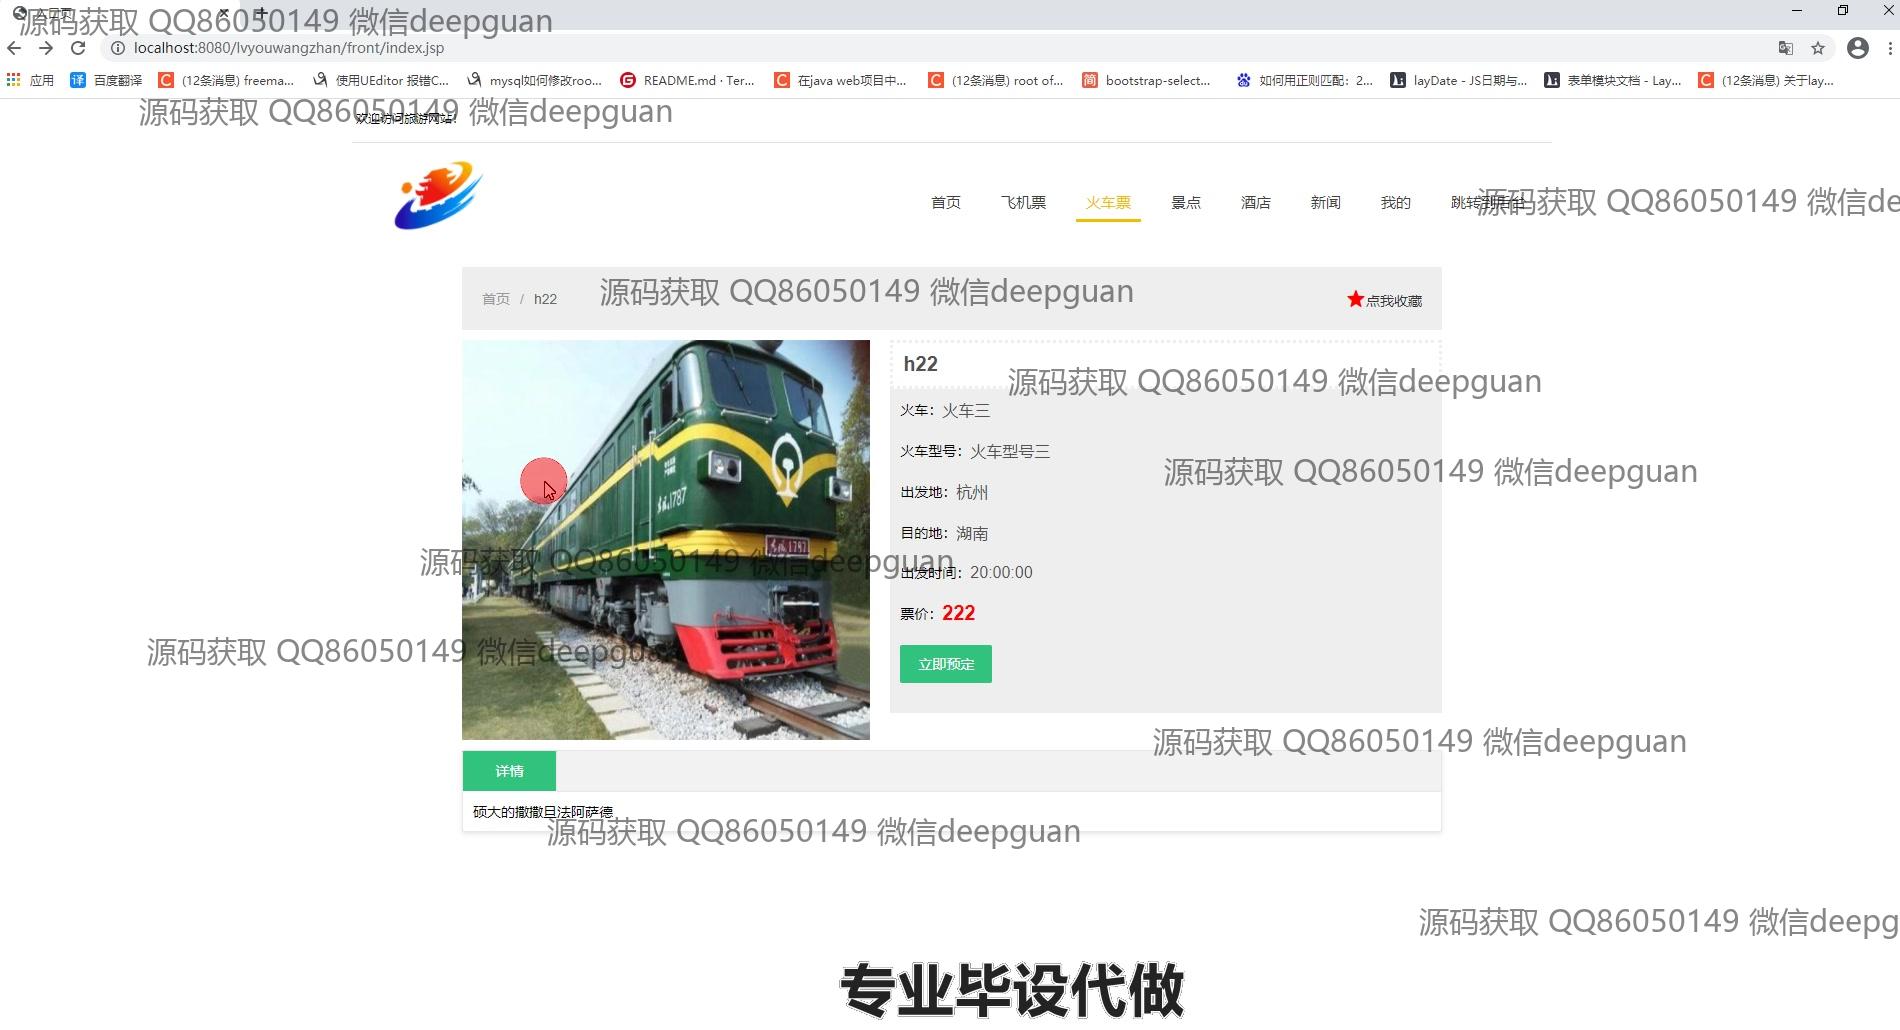 源码获取 QQ86050149 微信deepguan
localhost:8080/lvyouwangzhan/front/index.jsp
应用 百度翻译 (12条消息) freema... 使用UEditor 报错C... mysql如何修改roo... README.md · Ter... 在java web项目中... (12条消息) root of... bootstrap-select... 如何用正则匹配：2... layDate - JS日期与... 表单模块文档 - Lay... (12条消息) 关于lay...
源码获取 QQ86050149 微信deepguan
欢迎访问旅游网站!
首页 飞机票 火车票 景点 酒店 新闻 我的 跳转到后台
源码获取 QQ86050149 微信de
首页 / h22
源码获取 QQ86050149 微信deepguan
点我收藏
h22
源码获取 QQ86050149 微信deepguan
火车：火车三
火车型号：火车型号三
源码获取 QQ86050149 微信deepguan
出发地：杭州
目的地：湖南
源码获取 QQ86050149 微信deepguan
出发时间：20:00:00
票价：222
源码获取 QQ86050149 微信deepguan
立即预定
源码获取 QQ86050149 微信deepguan
详情
硕大的撒撒旦法阿萨德
源码获取 QQ86050149 微信deepguan
源码获取 QQ86050149 微信deepg
专业毕设代做